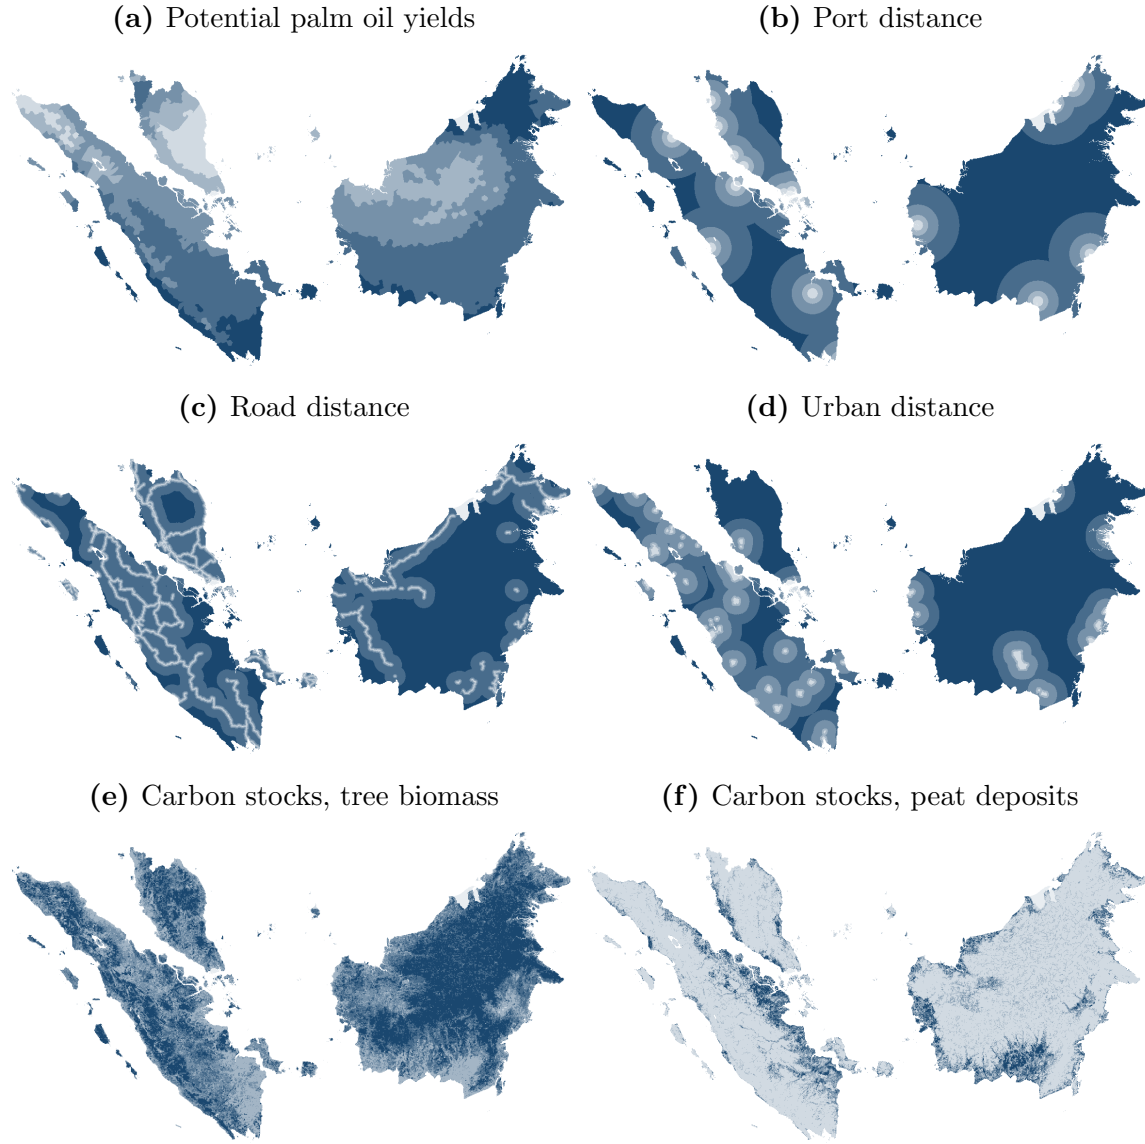 (a) Potential palm oil yields
(b) Port distance
(c) Road distance
(d) Urban distance
(e) Carbon stocks, tree biomass
(f) Carbon stocks, peat deposits